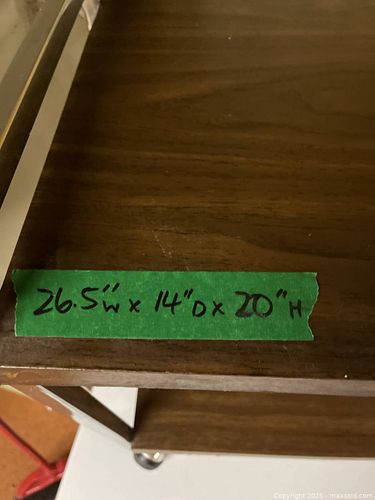 26.5"W x 14"D x 20"H
Copyright 2025 - maxsold.com